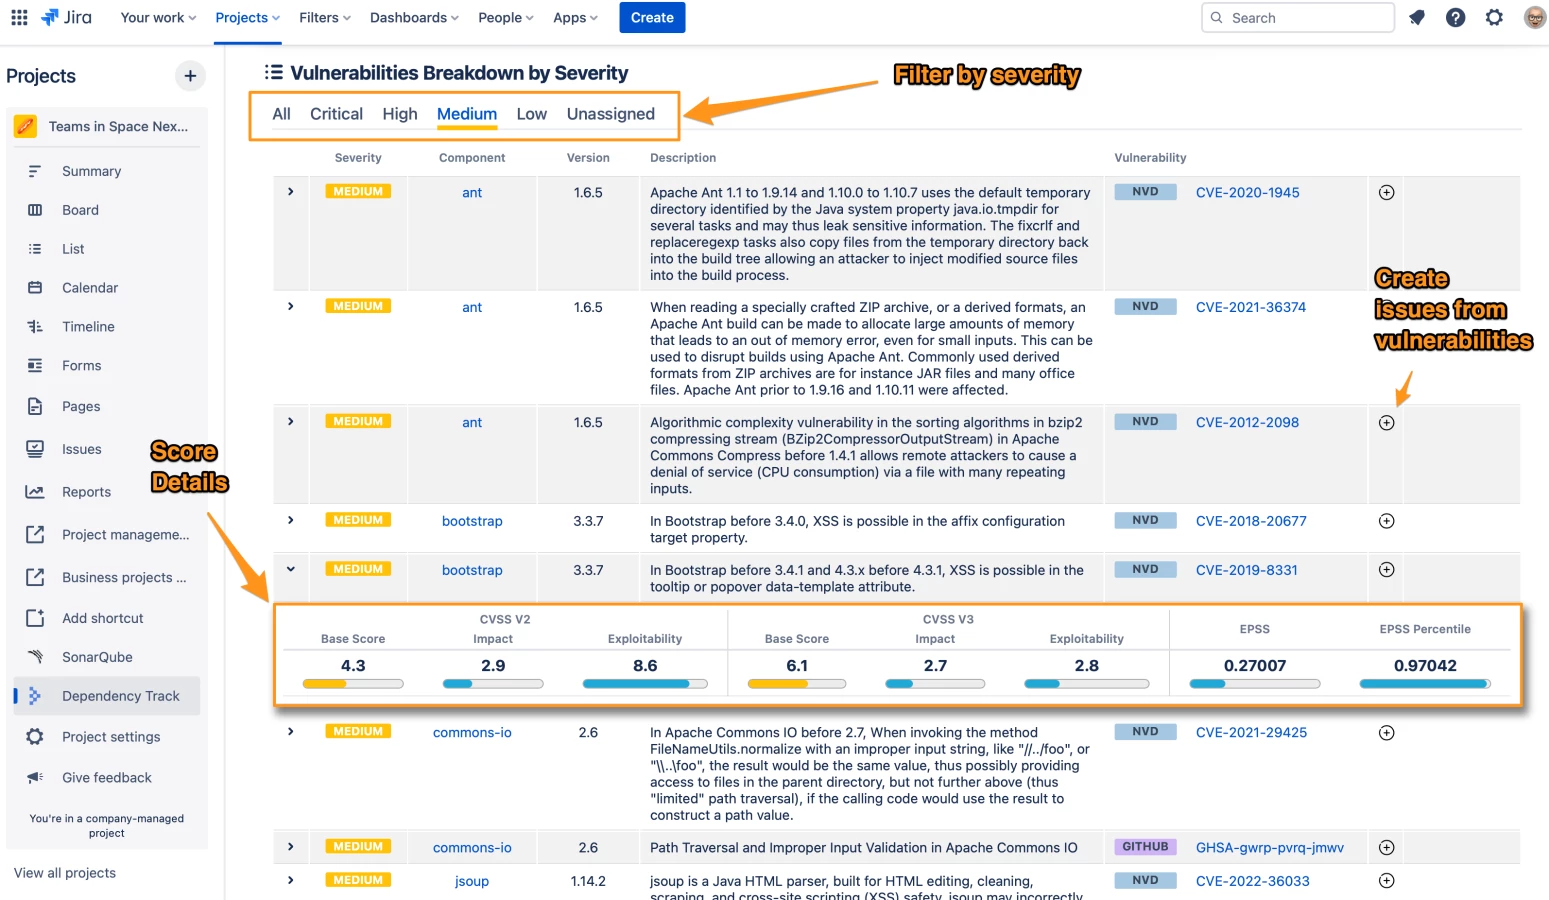 Jira
Your work
Projects
Filters
Dashboards
People
Apps
Create
Search
Projects
Teams in Space Nex...
Summary
Board
List
Calendar
Timeline
Forms
Pages
Issues
Reports
Project manageme...
Business projects ...
Add shortcut
SonarQube
Dependency Track
Project settings
Give feedback
You're in a company-managed
project
View all projects
Vulnerabilities Breakdown by Severity
Filter by severity
All Critical High Medium Low Unassigned
Severity Component Version Description Vulnerability
MEDIUM ant 1.6.5
Apache Ant 1.1 to 1.9.14 and 1.10.0 to 1.10.7 uses the default temporary
directory identified by the Java system property java.io.tmpdir for
several tasks and may thus leak sensitive information. The fixcrlf and
replaceregexp tasks also copy files from the temporary directory back
into the build tree allowing an attacker to inject modified source files
into the build process.
NVD CVE-2020-1945
MEDIUM ant 1.6.5
When reading a specially crafted ZIP archive, or a derived formats, an
Apache Ant build can be made to allocate large amounts of memory
that leads to an out of memory error, even for small inputs. This can be
used to disrupt builds using Apache Ant. Commonly used derived
formats from ZIP archives are for instance JAR files and many office
files. Apache Ant prior to 1.9.16 and 1.10.11 were affected.
NVD CVE-2021-36374
Create
issues from
vulnerabilities
MEDIUM ant 1.6.5
Algorithmic complexity vulnerability in the sorting algorithms in bzip2
compressing stream (BZip2CompressorOutputStream) in Apache
Commons Compress before 1.4.1 allows remote attackers to cause a
denial of service (CPU consumption) via a file with many repeating
inputs.
NVD CVE-2012-2098
Score
Details
MEDIUM bootstrap 3.3.7
In Bootstrap before 3.4.0, XSS is possible in the affix configuration
target property.
NVD CVE-2018-20677
MEDIUM bootstrap 3.3.7
In Bootstrap before 3.4.1 and 4.3.x before 4.3.1, XSS is possible in the
tooltip or popover data-template attribute.
NVD CVE-2019-8331
CVSS V2 CVSS V3
Base Score Impact Exploitability Base Score Impact Exploitability EPSS EPSS Percentile
4.3 2.9 8.6 6.1 2.7 2.8 0.27007 0.97042
MEDIUM commons-io 2.6
In Apache Commons IO before 2.7, When invoking the method
FileNameUtils.normalize with an improper input string, like "//../foo", or
"\\..\foo", the result would be the same value, thus possibly providing
access to files in the parent directory, but not further above (thus
"limited" path traversal), if the calling code would use the result to
construct a path value.
NVD CVE-2021-29425
MEDIUM commons-io 2.6 Path Traversal and Improper Input Validation in Apache Commons IO GITHUB GHSA-gwrp-pvrq-jmwv
MEDIUM jsoup 1.14.2
jsoup is a Java HTML parser, built for HTML editing, cleaning,
scraping, and cross-site scripting (XSS) safety. jsoup may incorrectly
NVD CVE-2022-36033